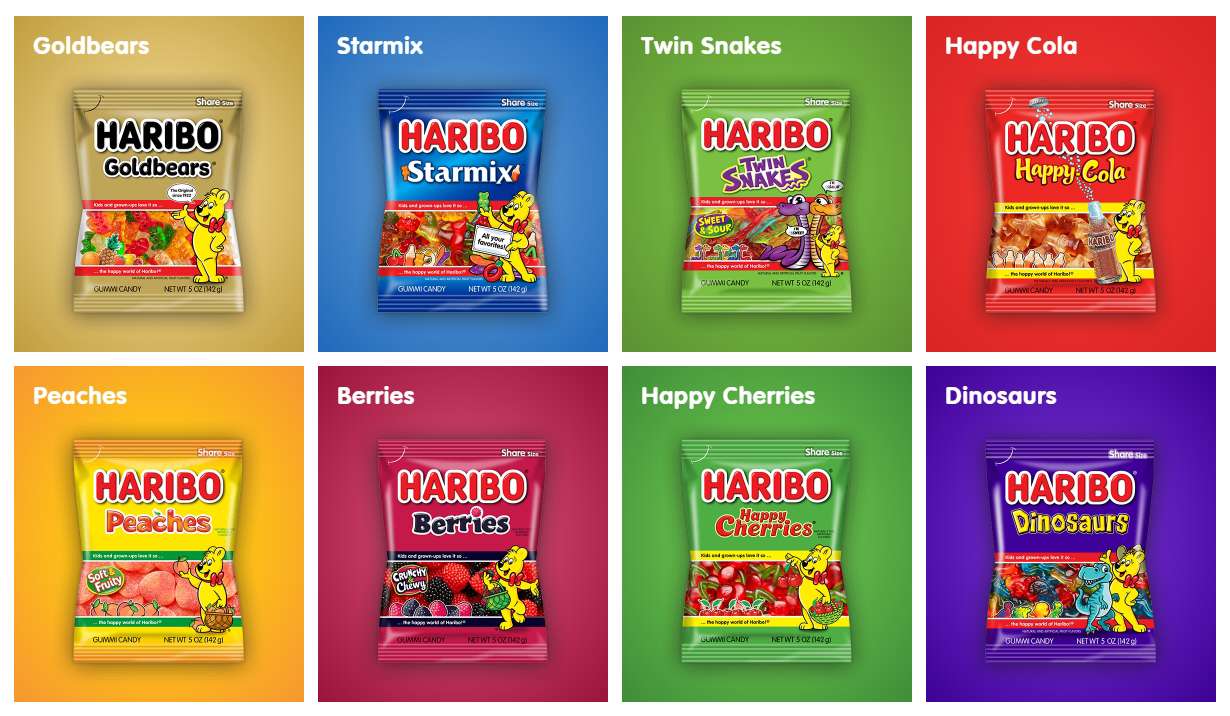 Goldbears
Share Size
HARIBO
Goldbears
The Original
since 1922
Kids and grown-ups love it so ...
... the happy world of Haribo!
GUMMI CANDY NET WT 5 OZ (142 g)
Starmix
Share Size
HARIBO
Starmix
Kids and grown-ups love it so ...
All your
favorites!
... the happy world of Haribo!
GUMMI CANDY NET WT 5 OZ (142 g)
Twin Snakes
Share Size
HARIBO
TWIN
SNAKES
I'M
SOUR!
Kids and grown-ups love it so ...
SWEET
& SOUR
I'M
SWEET!
... the happy world of Haribo!
GUMMI CANDY NET WT 5 OZ (142 g)
Happy Cola
Share Size
HARIBO
Happy Cola
Kids and grown-ups love it so ...
HARIBO
... the happy world of Haribo!
GUMMI CANDY NET WT 5 OZ (142 g)
Peaches
Share Size
HARIBO
Peaches
Kids and grown-ups love it so ...
Soft &
Fruity
... the happy world of Haribo!
GUMMI CANDY NET WT 5 OZ (142 g)
Berries
Share Size
HARIBO
Berries
Kids and grown-ups love it so ...
CRUNCHY
& Chewy
... the happy world of Haribo!
GUMMI CANDY NET WT 5 OZ (142 g)
Happy Cherries
Share Size
HARIBO
Happy
Cherries
Kids and grown-ups love it so ...
... the happy world of Haribo!
GUMMI CANDY NET WT 5 OZ (142 g)
Dinosaurs
Share Size
HARIBO
Dinosaurs
Kids and grown-ups love it so ...
... the happy world of Haribo!
NATURAL AND ARTIFICIAL FRUIT FLAVORS
GUMMI CANDY NET WT 5 OZ (142 g)